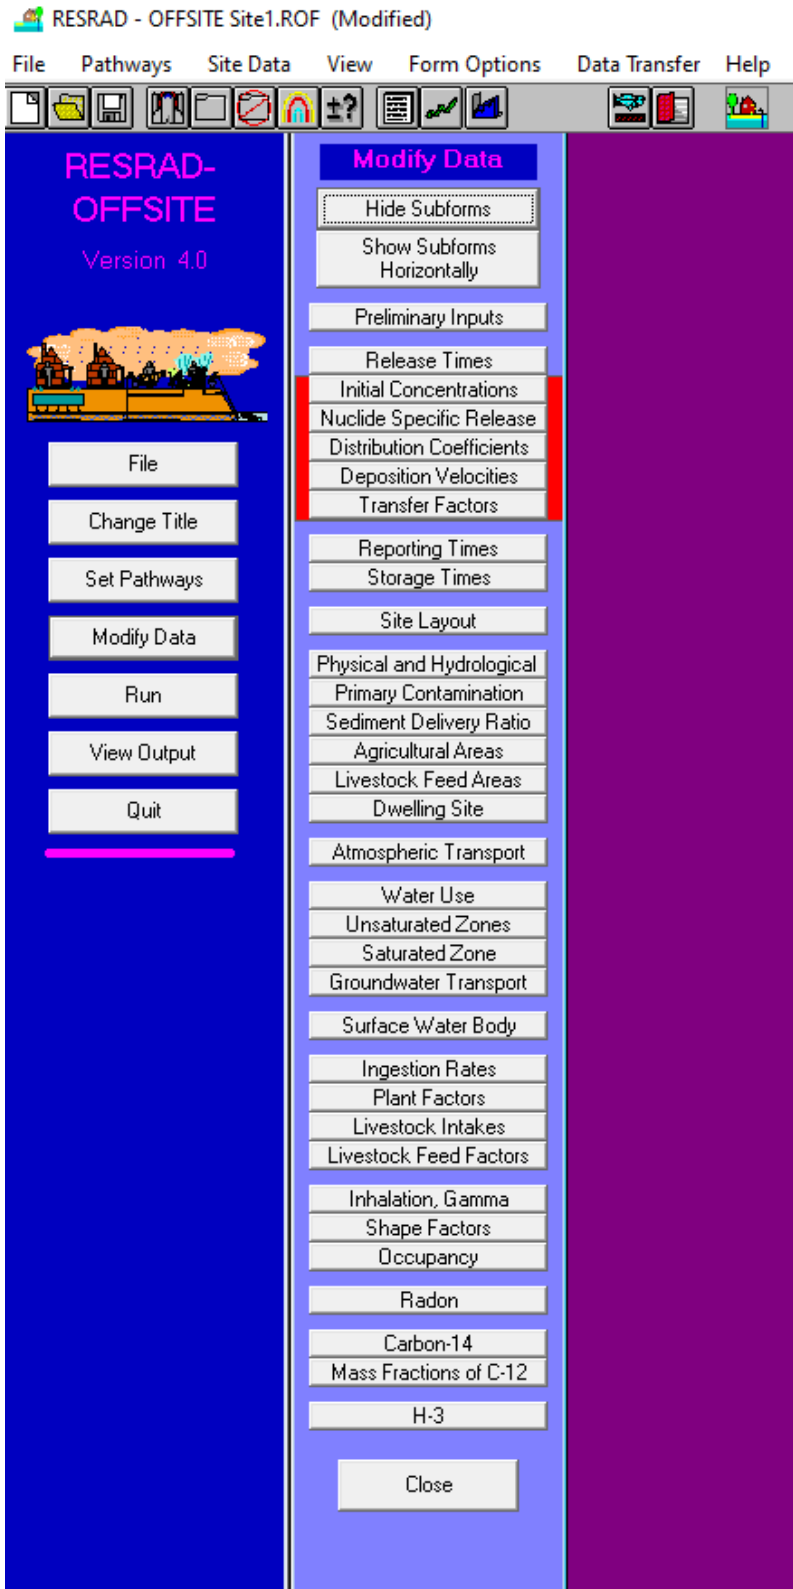 RESRAD - OFFSITE Site1.ROF (Modified)
File Pathways Site Data View Form Options Data Transfer Help
±?
RESRAD-
OFFSITE
Version 4.0
File
Change Title
Set Pathways
Modify Data
Run
View Output
Quit
Modify Data
Hide Subforms
Show Subforms
Horizontally
Preliminary Inputs
Release Times
Initial Concentrations
Nuclide Specific Release
Distribution Coefficients
Deposition Velocities
Transfer Factors
Reporting Times
Storage Times
Site Layout
Physical and Hydrological
Primary Contamination
Sediment Delivery Ratio
Agricultural Areas
Livestock Feed Areas
Dwelling Site
Atmospheric Transport
Water Use
Unsaturated Zones
Saturated Zone
Groundwater Transport
Surface Water Body
Ingestion Rates
Plant Factors
Livestock Intakes
Livestock Feed Factors
Inhalation, Gamma
Shape Factors
Occupancy
Radon
Carbon-14
Mass Fractions of C-12
H-3
Close